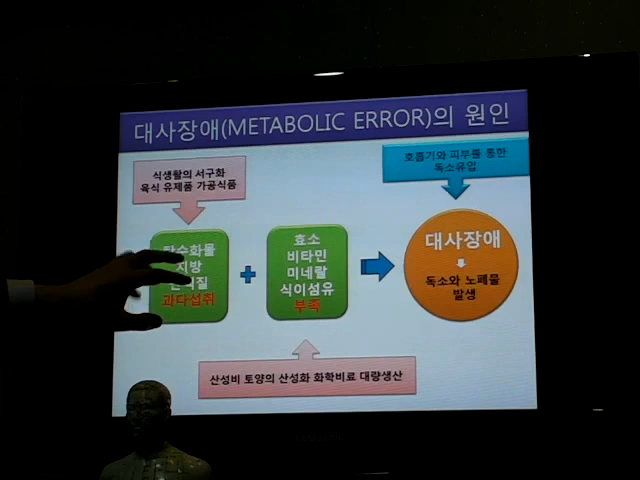 대사장애(METABOLIC ERROR)의 원인
식생활의 서구화
육식 유제품 가공식품
호흡기와 피부를 통한
독소유입
탄수화물
지방
과다섭취
+
효소
비타민
미네랄
식이섬유
부족
대사장애
독소와 노폐물
발생
산성비 토양의 산성화 화학비료 대량생산